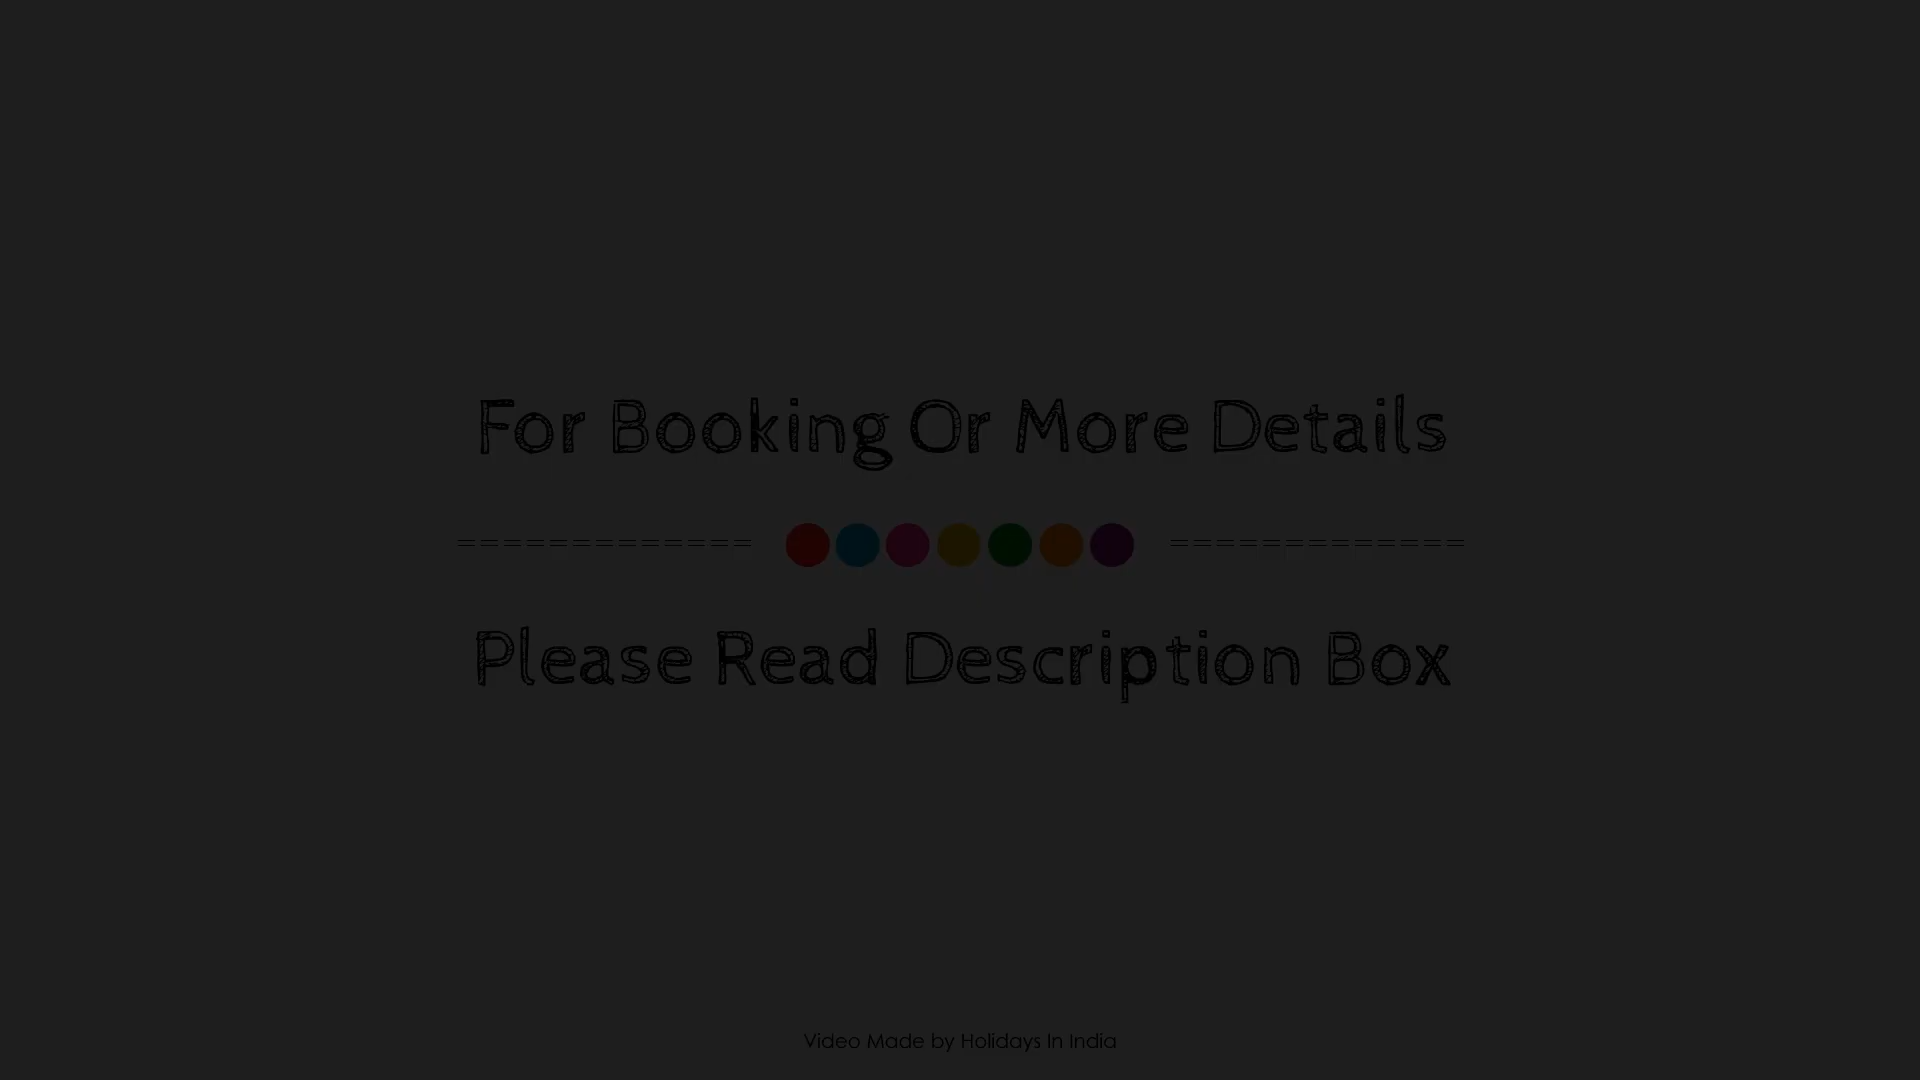 For Booking Or More Details
============= =============
Please Read Description Box
Video Made by Holidays In India